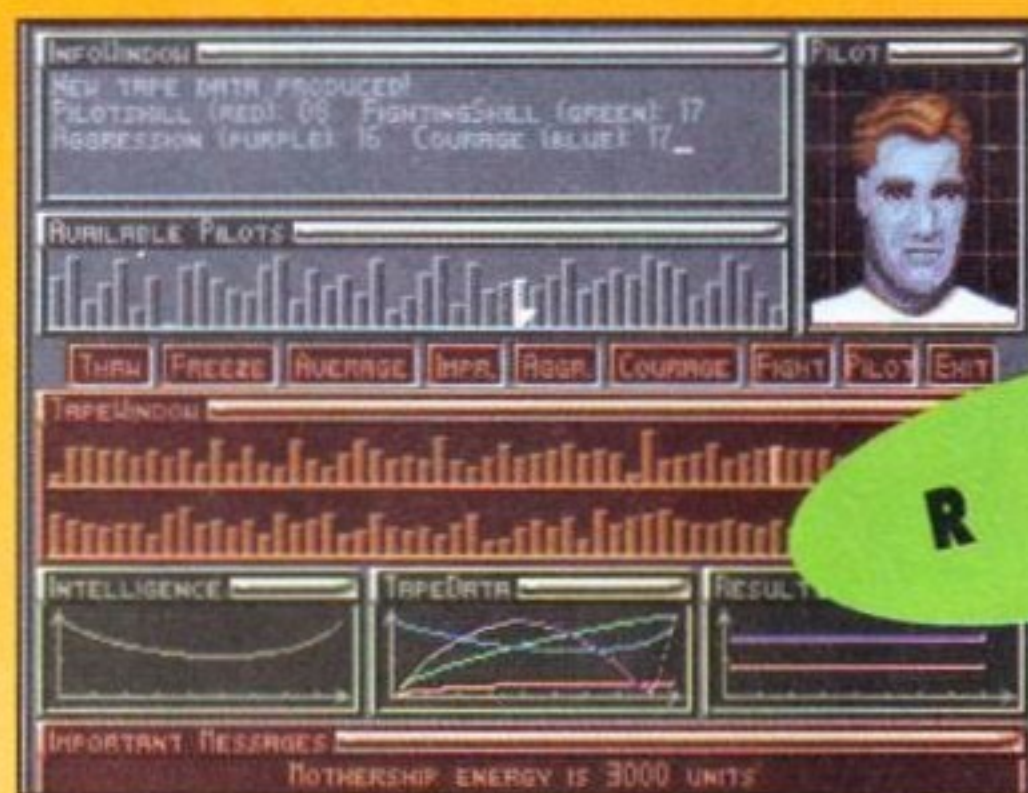 INFOWINDOW
NEW TAPE DATA PRODUCED!
PILOTSKILL (RED): 08 FIGHTINGSKILL (GREEN): 17
AGGRESSION (PURPLE): 16 COURAGE (BLUE): 17_
PILOT
AVAILABLE PILOTS
THAW FREEZE AVERAGE IMPR. AGGR. COURAGE FIGHT PILOT EXIT
TAPEWINDOW
R
INTELLIGENCE
TAPEDATA
RESULT
IMPORTANT MESSAGES
MOTHERSHIP ENERGY IS 3000 UNITS